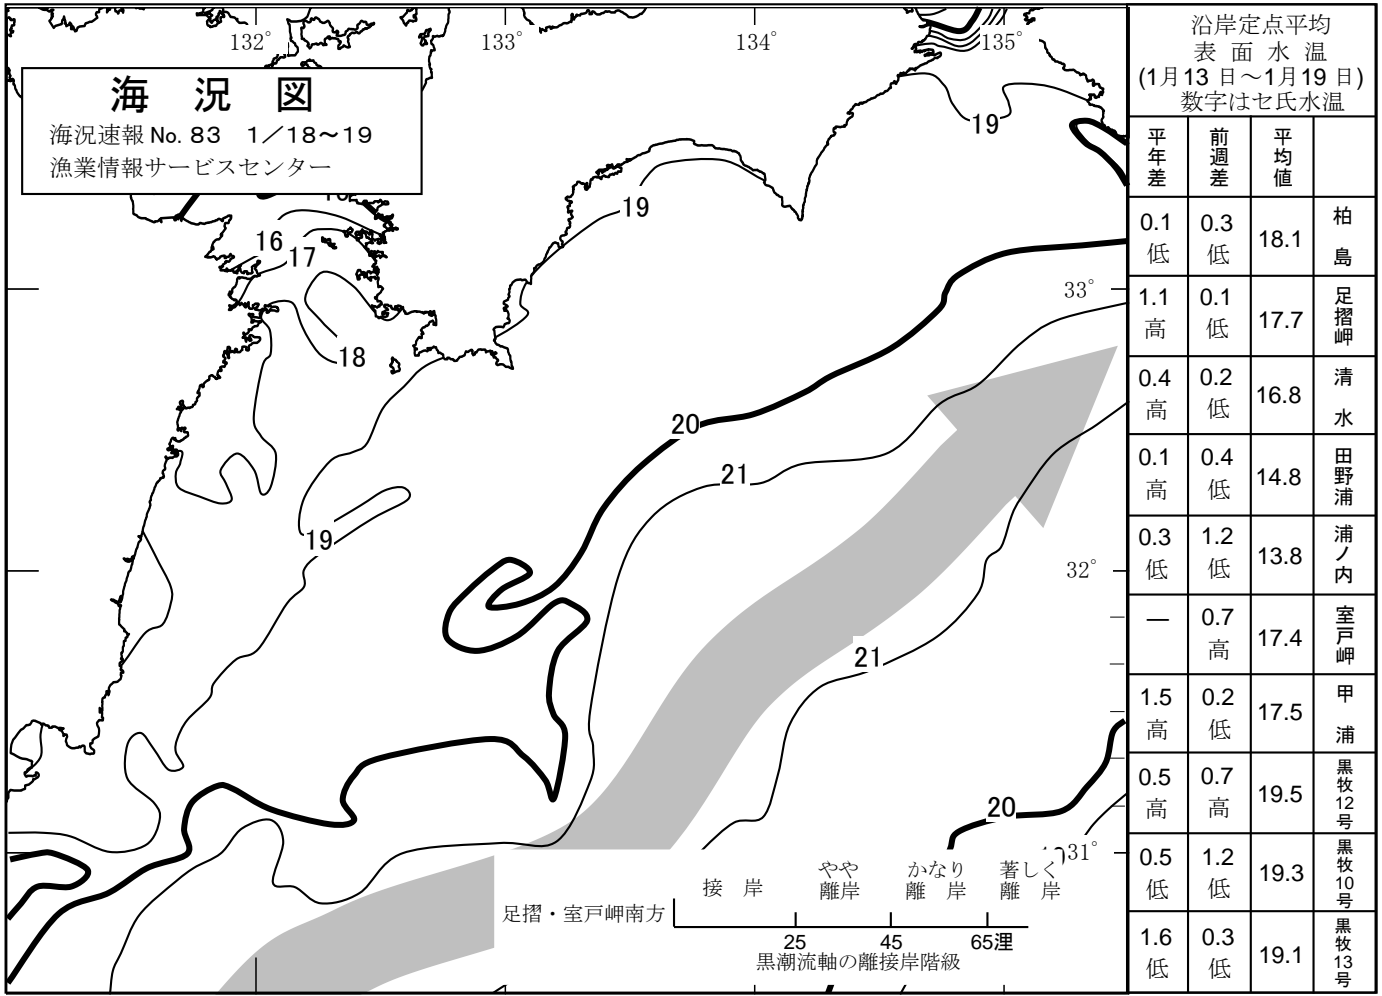 海 況 図
海況速報 No. 83 1／18～19
漁業情報サービスセンター
132°
133°
134°
135°
33°
32°
31°
16
17
18
19
19
19
20
21
21
20
足摺・室戸岬南方
接 岸
やや
離岸
かなり
離 岸
著しく
離 岸
25
45
65浬
黒潮流軸の離接岸階級
沿岸定点平均
表 面 水 温
(1月13 日～1月19 日)
数字はセ氏水温
平年差 前週差 平均値
0.1低 0.3低 18.1 柏島
1.1高 0.1低 17.7 足摺岬
0.4高 0.2低 16.8 清水
0.1高 0.4低 14.8 田野浦
0.3低 1.2低 13.8 浦ノ内
― 0.7高 17.4 室戸岬
1.5高 0.2低 17.5 甲浦
0.5高 0.7高 19.5 黒牧12号
0.5低 1.2低 19.3 黒牧10号
1.6低 0.3低 19.1 黒牧13号